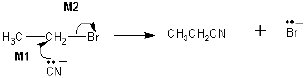 M2
H₃C—CH₂—Br ⟶ CH₃CH₂CN + Br⁻
M1
CN⁻